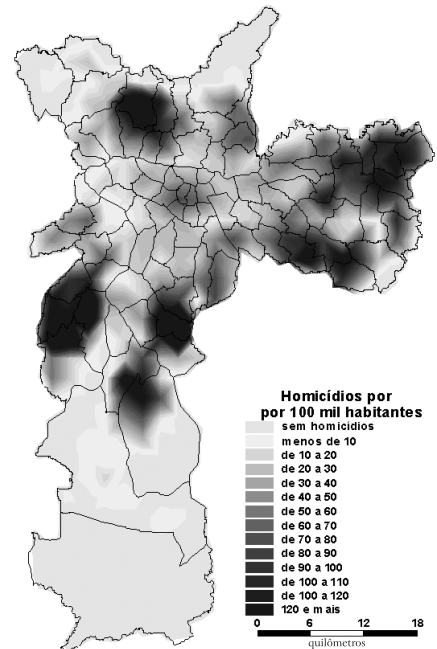 Homicídios por
por 100 mil habitantes
sem homicídios
menos de 10
de 10 a 20
de 20 a 30
de 30 a 40
de 40 a 50
de 50 a 60
de 60 a 70
de 70 a 80
de 80 a 90
de 90 a 100
de 100 a 110
de 100 a 120
120 e mais
0 6 12 18
quilômetros